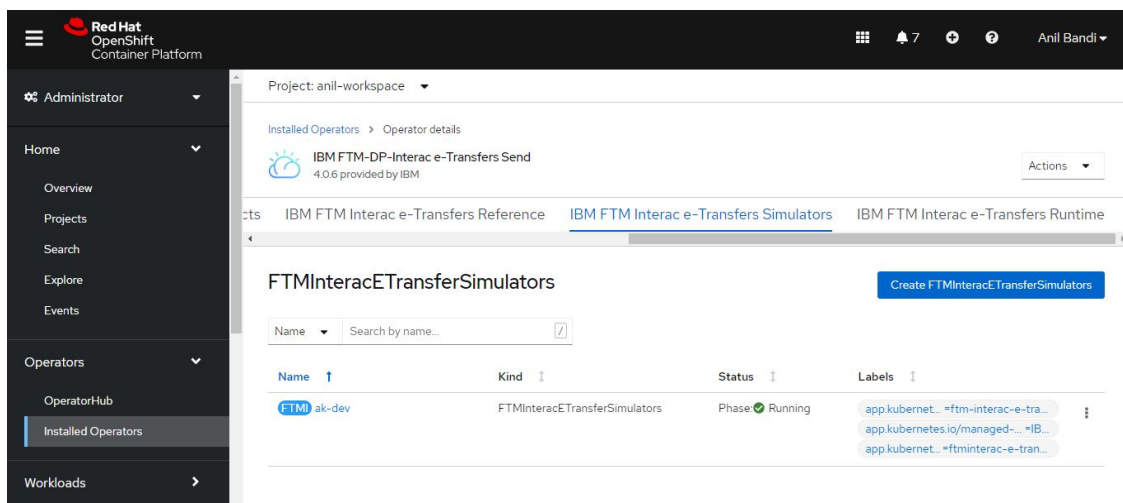 Red Hat
OpenShift
Container Platform
7
Anil Bandi
Administrator
Home
Overview
Projects
Search
Explore
Events
Operators
OperatorHub
Installed Operators
Workloads
Project: anil-workspace
Installed Operators > Operator details
IBM FTM-DP-Interac e-Transfers Send
4.0.6 provided by IBM
Actions
cts IBM FTM Interac e-Transfers Reference IBM FTM Interac e-Transfers Simulators IBM FTM Interac e-Transfers Runtime
FTMInteracETransferSimulators
Create FTMInteracETransferSimulators
Name Search by name... /
Name Kind Status Labels
FTMI ak-dev FTMInteracETransferSimulators Phase: Running app.kubernet... =ftm-interac-e-tra...
app.kubernetes.io/managed-... =IB...
app.kubernet... =ftminterac-e-tran...